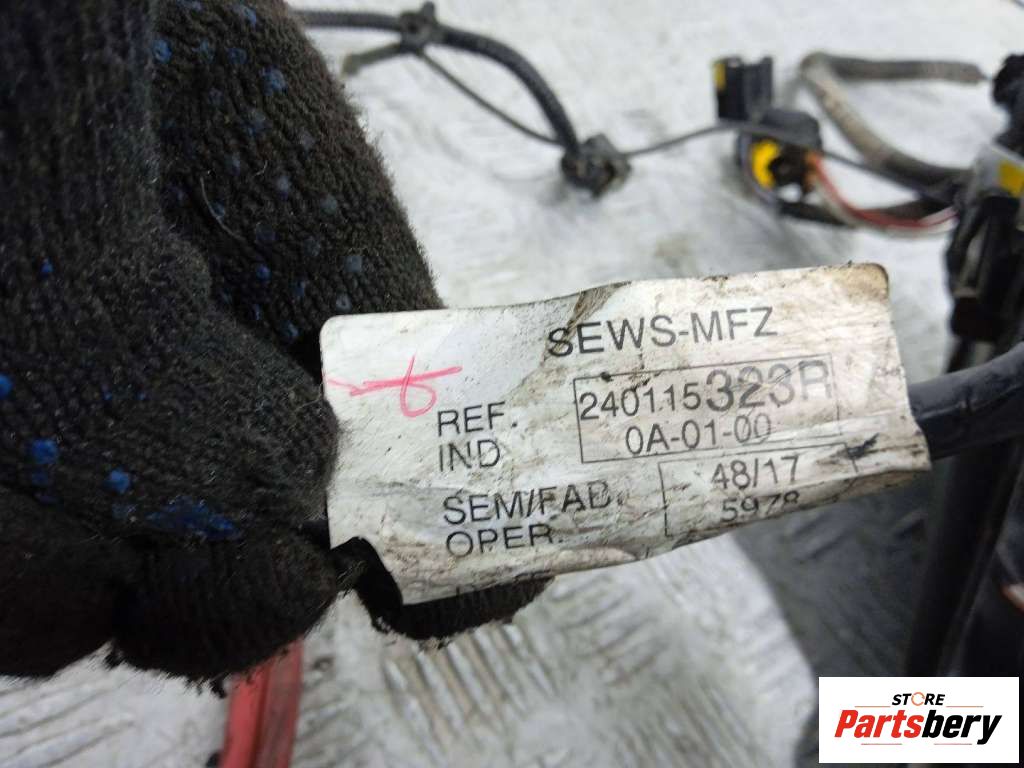 SEWS-MFZ
REF. 240115323R
IND 0A-01-00
SEM/FAB. 48/17
OPER. 5978
STORE
Partsbery